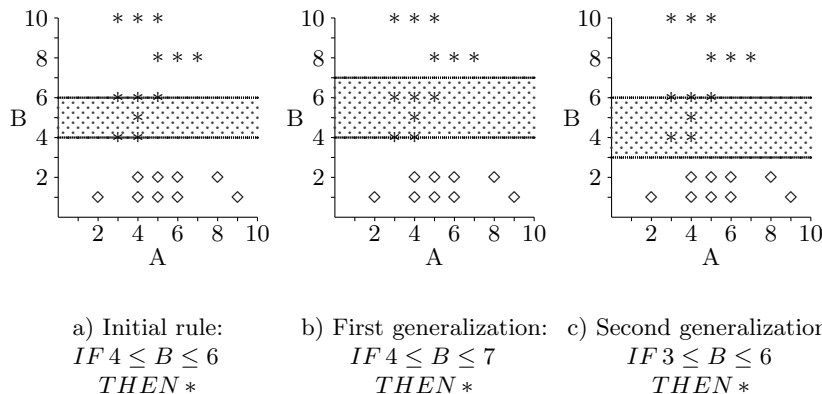 10
8
6
B
4
2
2 4 6 8 10
A
10
8
6
B
4
2
2 4 6 8 10
A
10
8
6
B
4
2
2 4 6 8 10
A
a) Initial rule:
IF 4 ≤ B ≤ 6
THEN *
b) First generalization:
IF 4 ≤ B ≤ 7
THEN *
c) Second generalization
IF 3 ≤ B ≤ 6
THEN *